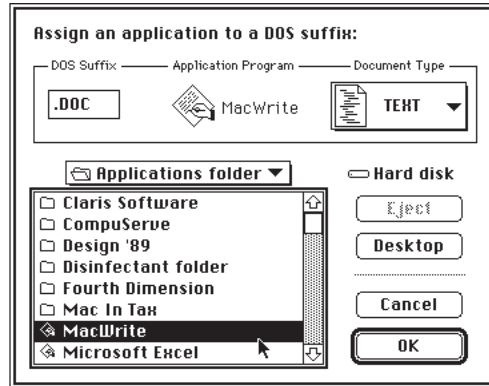 Assign an application to a DOS suffix:
DOS Suffix Application Program Document Type
.DOC MacWrite TEXT
Applications folder Hard disk
Claris Software
CompuServe
Design '89
Disinfectant folder
Fourth Dimension
Mac In Tax
MacWrite
Microsoft Excel
Eject
Desktop
Cancel
OK